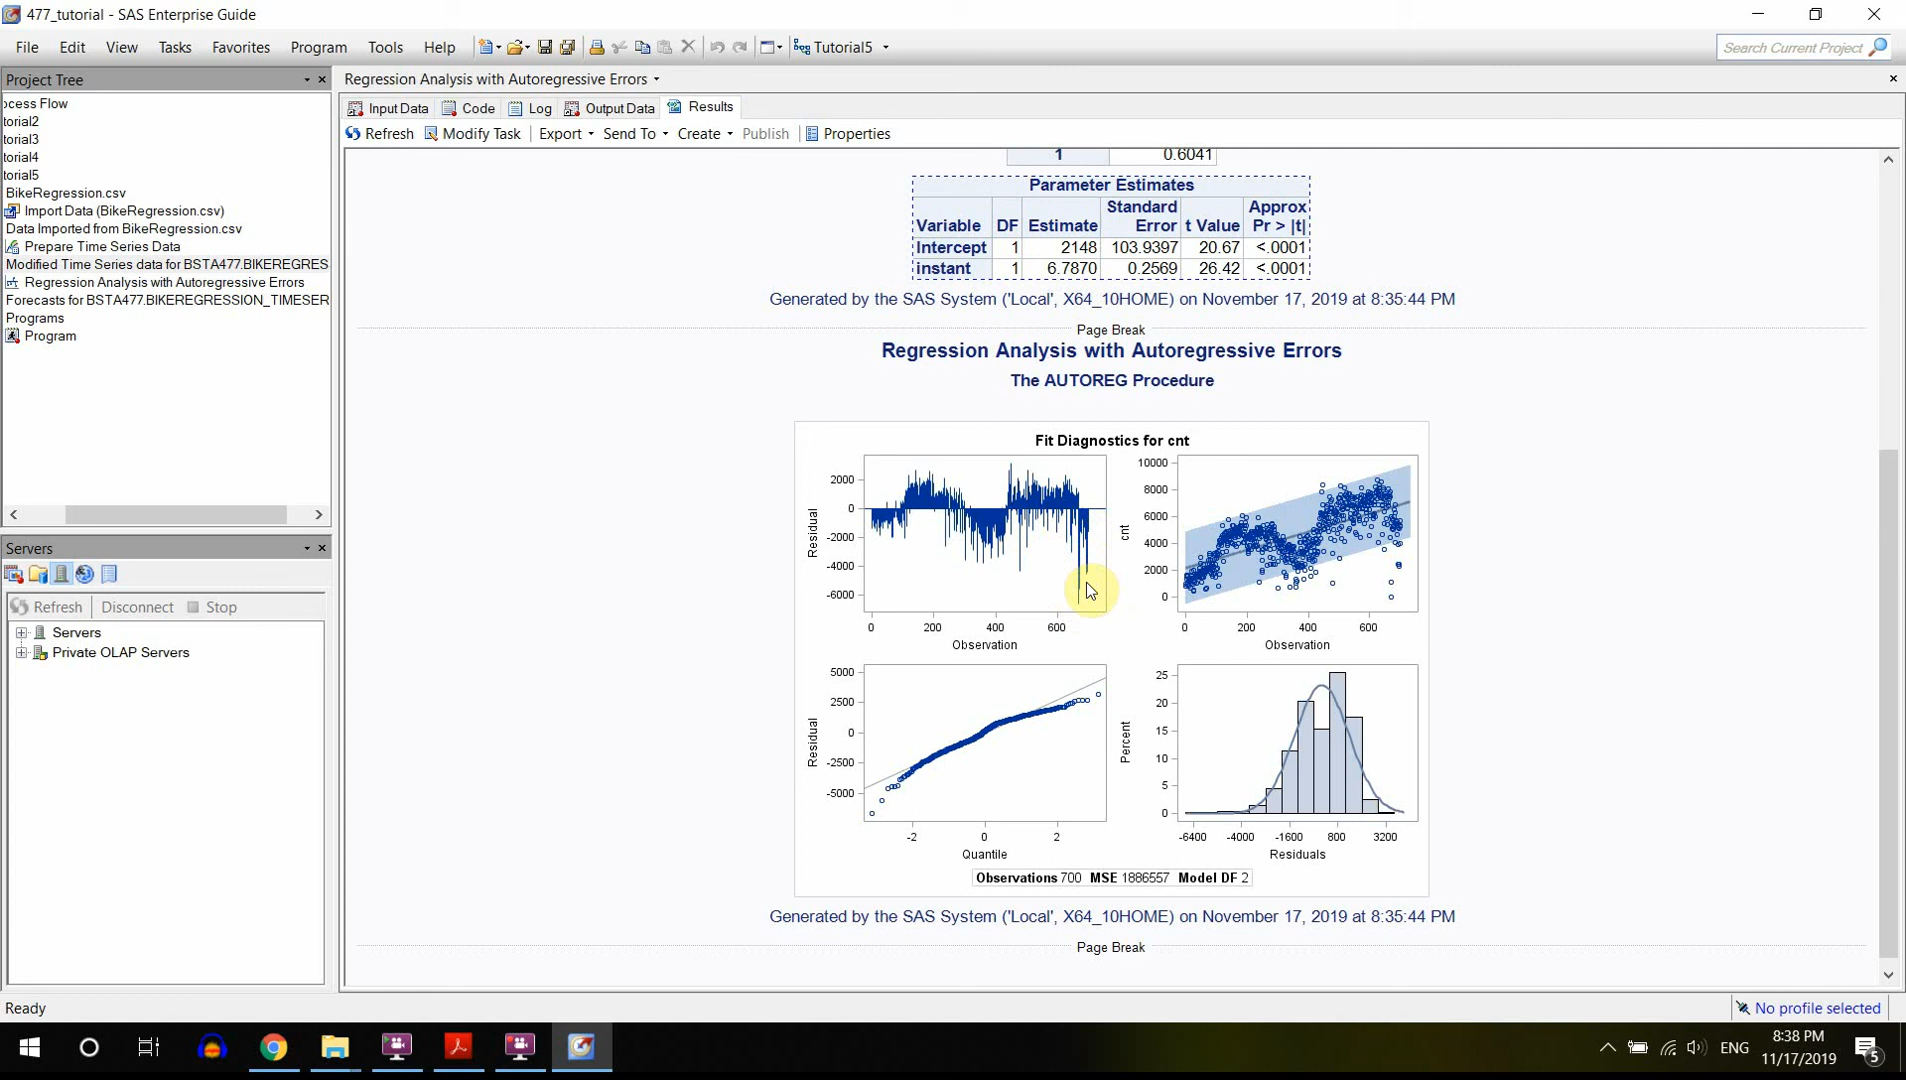 477_tutorial - SAS Enterprise Guide
File Edit View Tasks Favorites Program Tools Help Tutorial5 Search Current Project
Project Tree
ocess Flow
torial2
torial3
torial4
torial5
BikeRegression.csv
Import Data (BikeRegression.csv)
Data Imported from BikeRegression.csv
Prepare Time Series Data
Modified Time Series data for BSTA477.BIKEREGRES
Regression Analysis with Autoregressive Errors
Forecasts for BSTA477.BIKEREGRESSION_TIMESER
Programs
Program
Servers
Refresh Disconnect Stop
Servers
Private OLAP Servers
Regression Analysis with Autoregressive Errors
Input Data Code Log Output Data Results
Refresh Modify Task Export Send To Create Publish Properties
1 0.6041
Parameter Estimates
Variable DF Estimate Standard Error t Value Approx Pr > |t|
Intercept 1 2148 103.9397 20.67 <.0001
instant 1 6.7870 0.2569 26.42 <.0001
Generated by the SAS System ('Local', X64_10HOME) on November 17, 2019 at 8:35:44 PM
Page Break
Regression Analysis with Autoregressive Errors
The AUTOREG Procedure
Fit Diagnostics for cnt
Residual
2000
0
-2000
-4000
-6000
0 200 400 600
Observation
cnt
10000
8000
6000
4000
2000
0
0 200 400 600
Observation
Residual
5000
2500
0
-2500
-5000
-2 0 2
Quantile
Percent
25
20
15
10
5
0
-6400 -4000 -1600 800 3200
Residuals
Observations 700 MSE 1886557 Model DF 2
Generated by the SAS System ('Local', X64_10HOME) on November 17, 2019 at 8:35:44 PM
Page Break
Ready
No profile selected
ENG
8:38 PM
11/17/2019
5